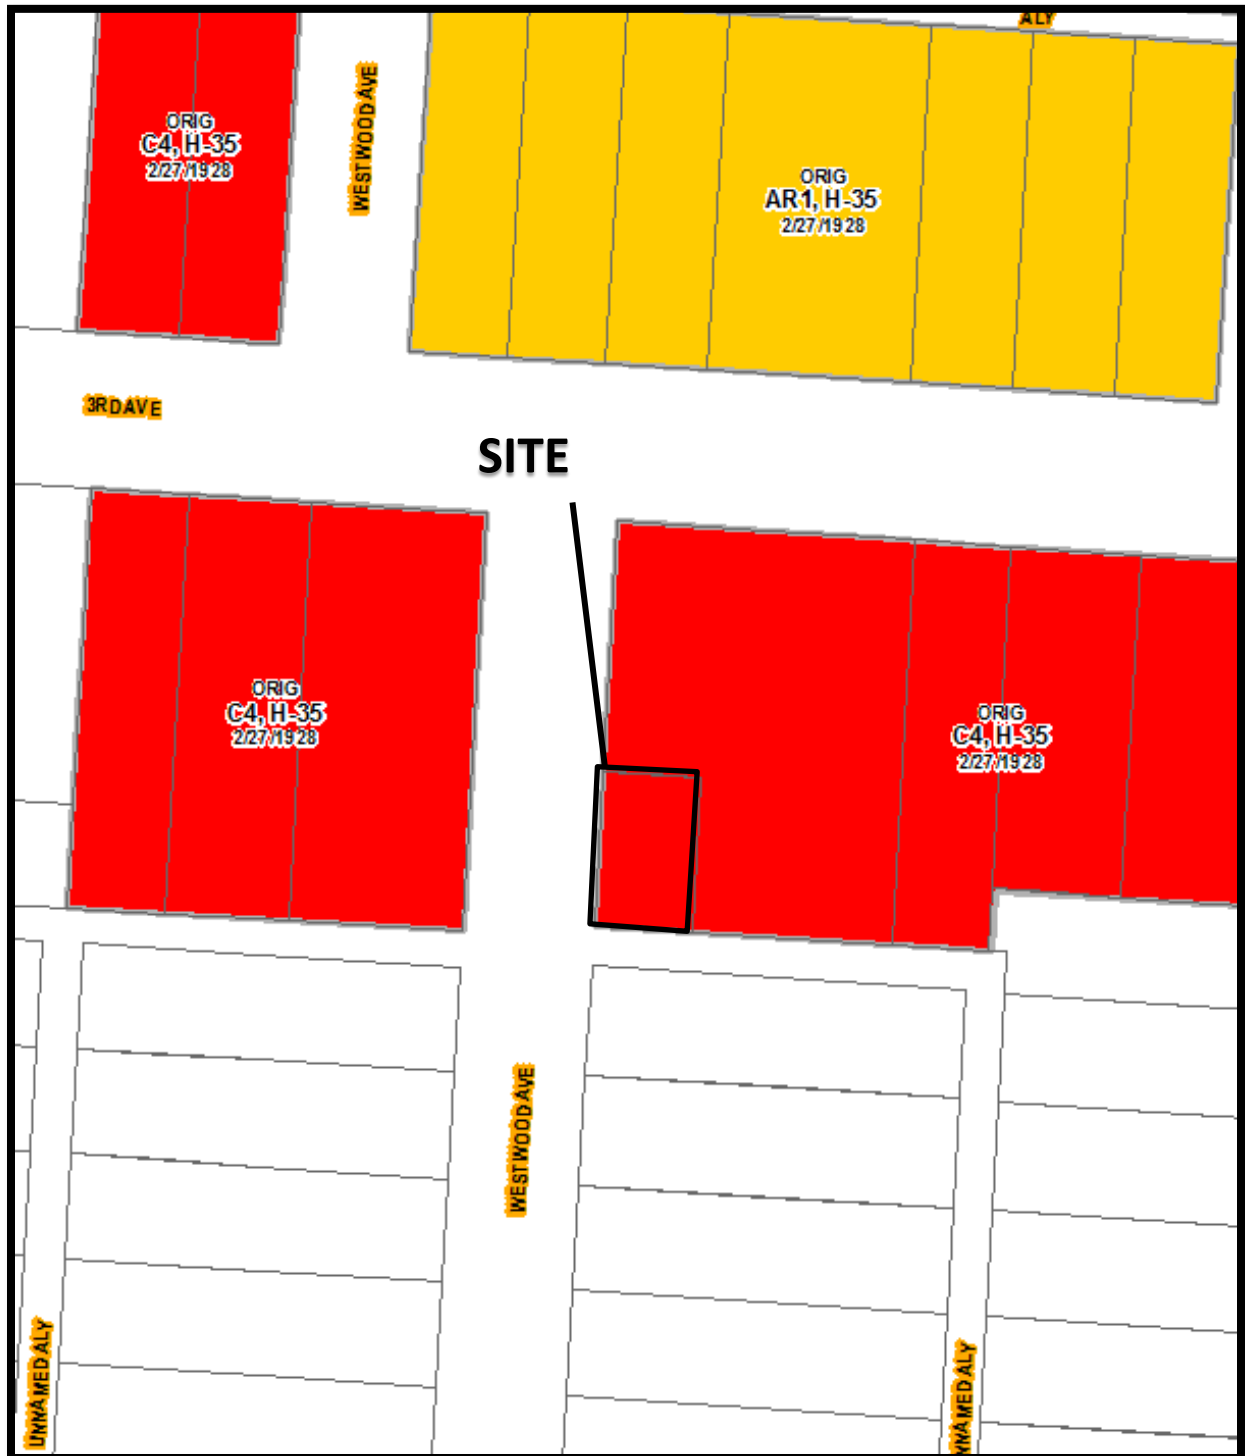 ALY
ORIG
C4, H-35
2/27/1928
WESTWOOD AVE
ORIG
AR1, H-35
2/27/1928
3RD AVE
SITE
ORIG
C4, H-35
2/27/1928
ORIG
C4, H-35
2/27/1928
WESTWOOD AVE
UNNAMED ALY
NNAMED ALY